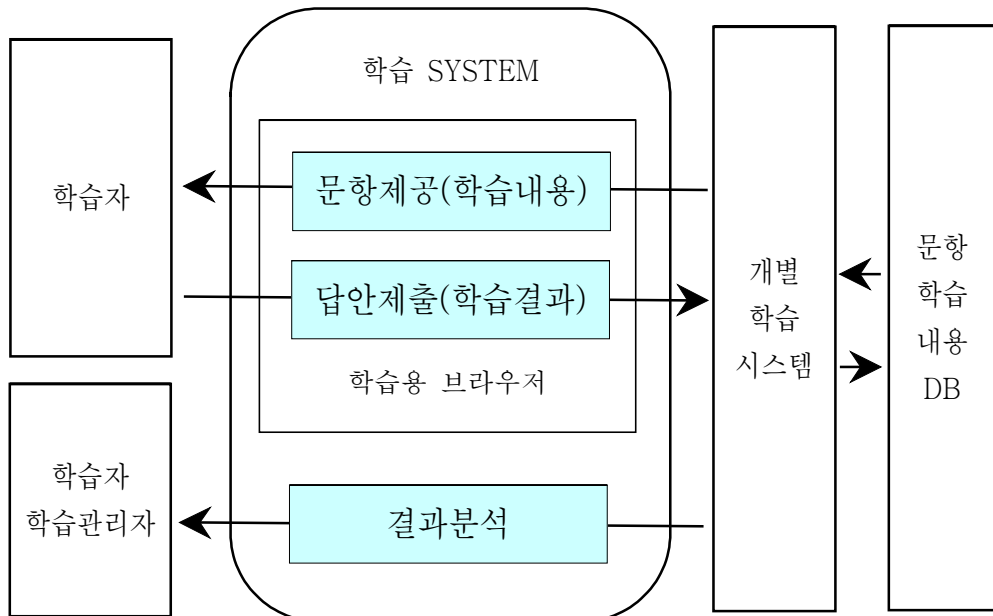 학습 SYSTEM
학습자
문항제공(학습내용)
답안제출(학습결과)
학습용 브라우저
개별
학습
시스템
문항
학습
내용
DB
학습자
학습관리자
결과분석